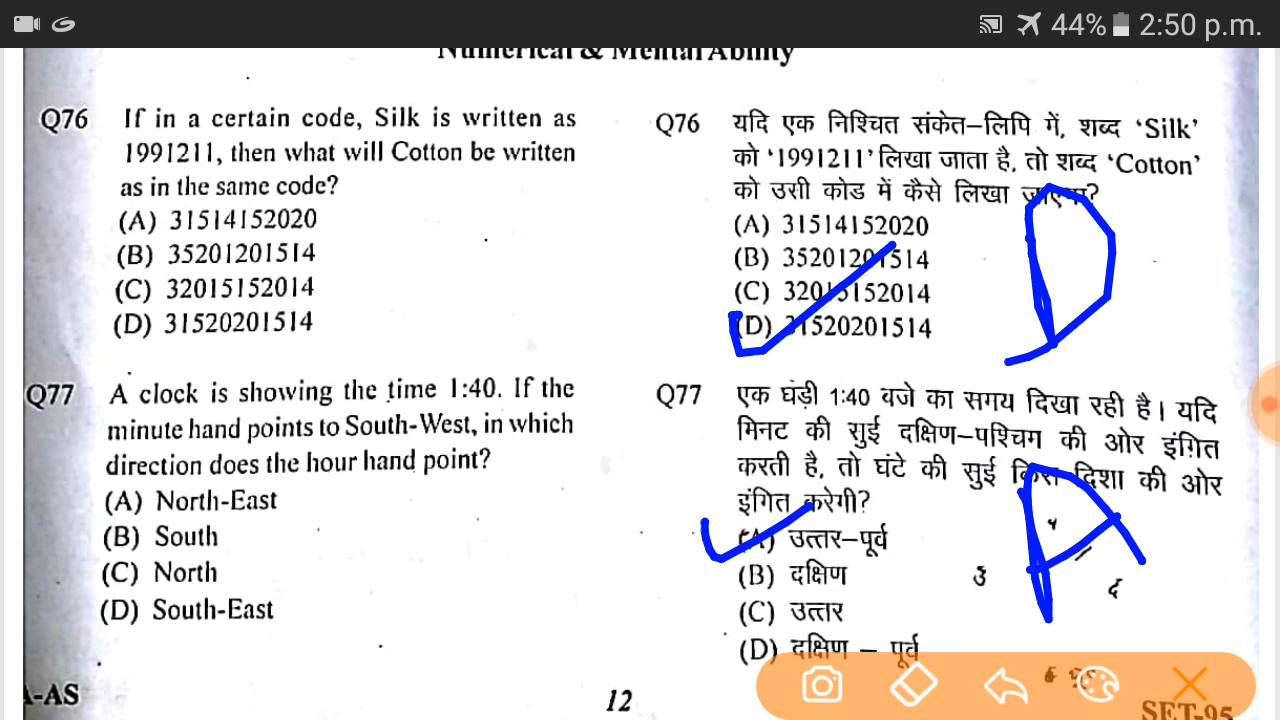 44% 2:50 p.m.
Numerical & Mental Ability
Q76 If in a certain code, Silk is written as
1991211, then what will Cotton be written
as in the same code?
(A) 31514152020
(B) 35201201514
(C) 32015152014
(D) 31520201514
Q77 A clock is showing the time 1:40. If the
minute hand points to South-West, in which
direction does the hour hand point?
(A) North-East
(B) South
(C) North
(D) South-East
Q76 यदि एक निश्चित संकेत–लिपि में, शब्द ‘Silk’
को ‘1991211’ लिखा जाता है, तो शब्द ‘Cotton’
को उसी कोड में कैसे लिखा जाएगा?
(A) 31514152020
(B) 35201201514
(C) 32015152014
(D) 31520201514
D
Q77 एक घंड़ी 1:40 बजे का समय दिखा रही है। यदि
मिनट की सुई दक्षिण–पश्चिम की ओर इंग़ित
करती है, तो घंटे की सुई किस दिशा की ओर
इंगित करेगी?
(A) उत्तर–पूर्व
(B) दक्षिण
(C) उत्तर
(D) दक्षिण – पूर्व
A
-AS
12
SET-95